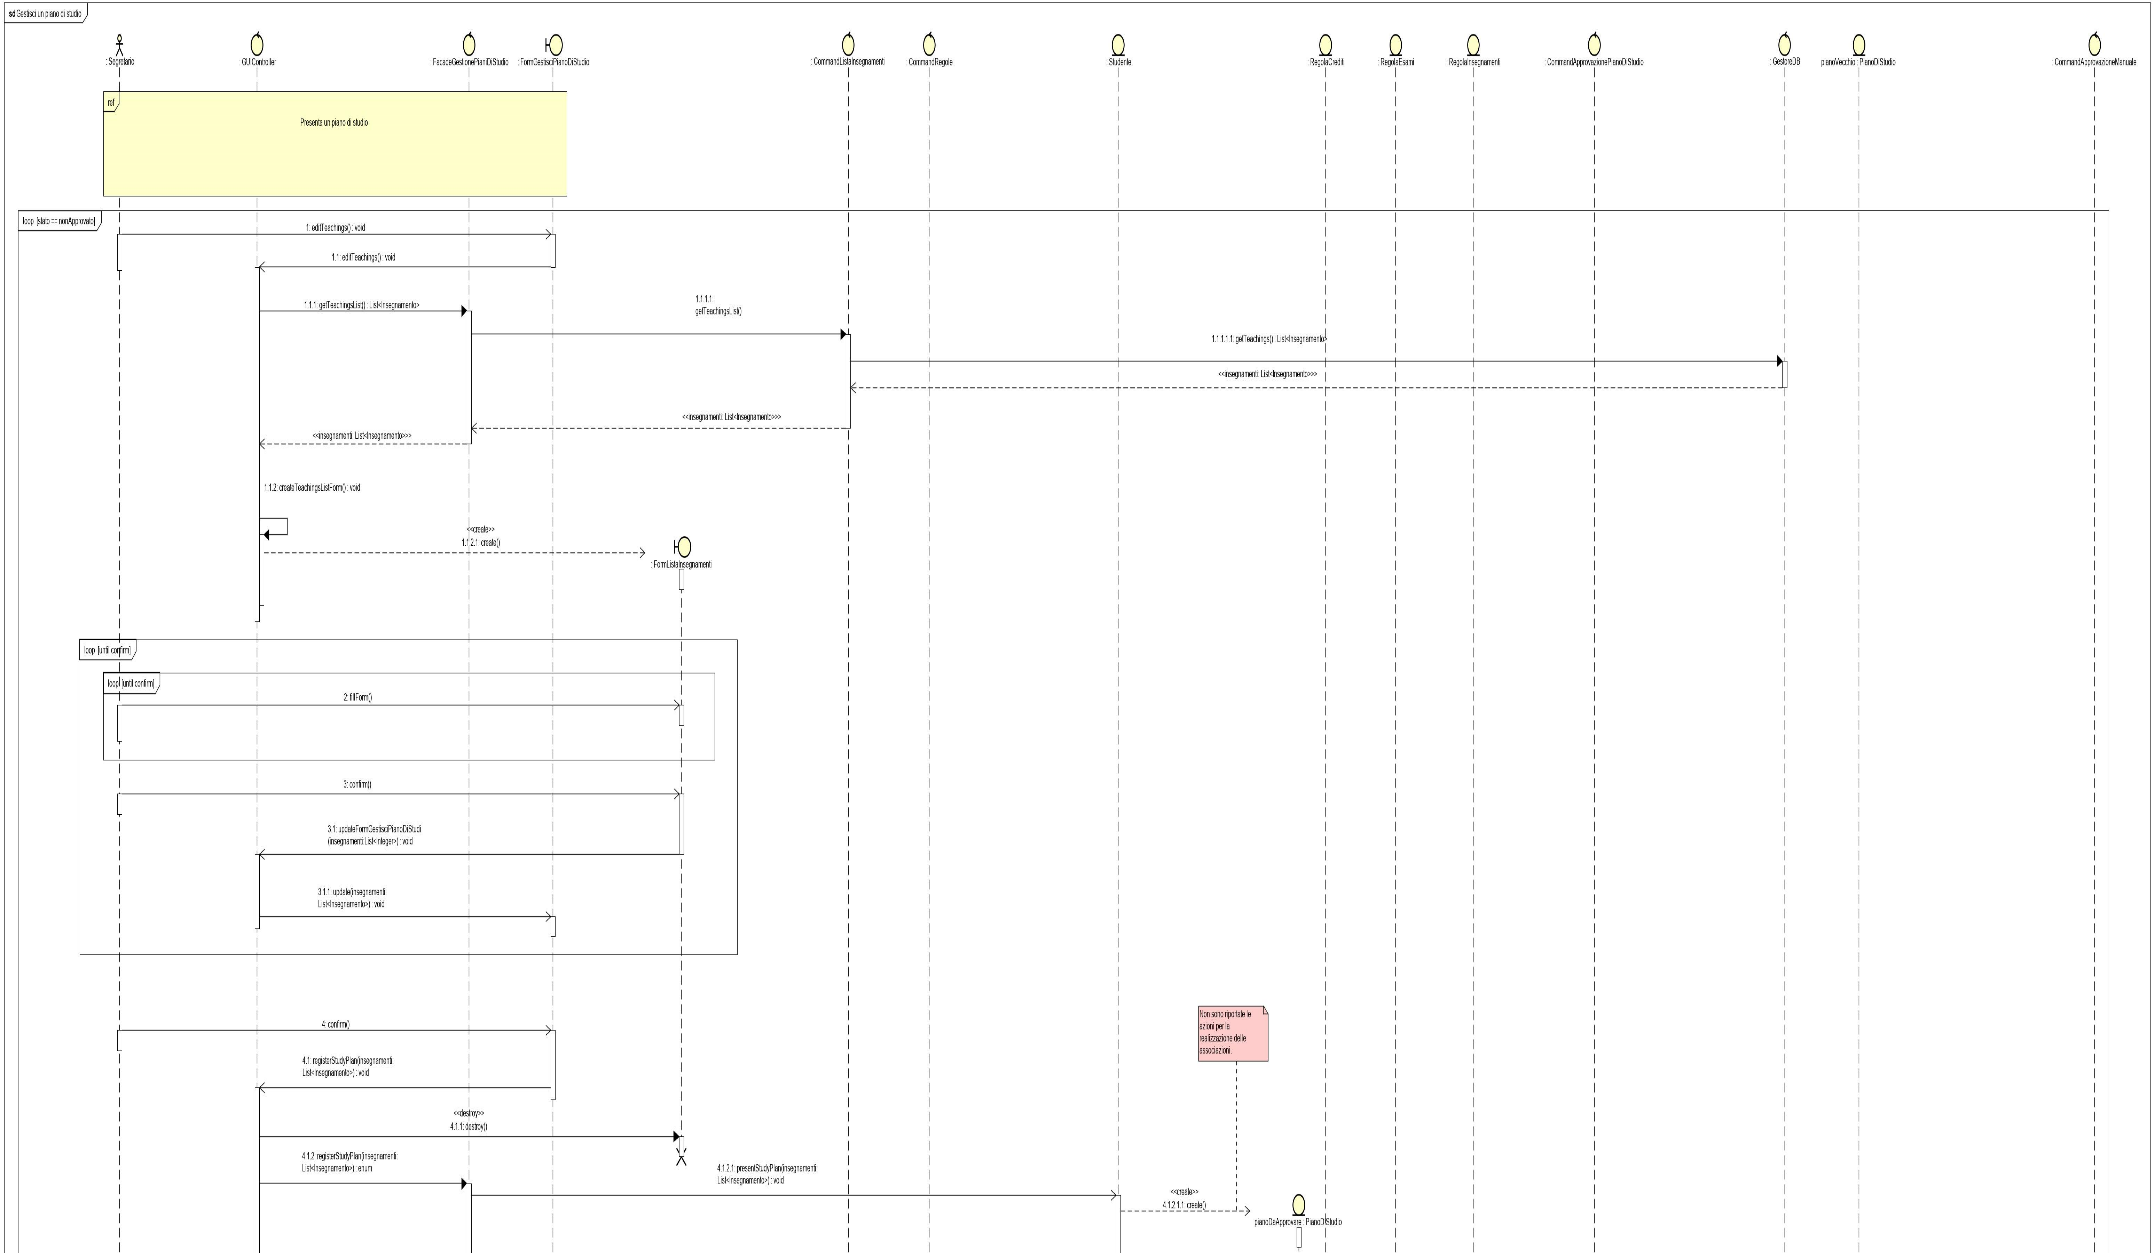 sd Gestisci un piano di studio
: Segretario
GUI Controller
FacadeGestionePianiDiStudio
: FormGestisciPianoDiStudio
: CommandListaInsegnamenti
CommandRegole
Studente
RegolaCrediti
: RegolaEsami
RegolaInsegnamenti
: CommandApprovazionePianoDiStudio
: GestoreDB
pianoVecchio : PianoDiStudio
: CommandApprovazioneManuale
ref
Presenta un piano di studio
loop [stato == nonApprovato]
1: editTeachings() : void
1.1: editTeachings() : void
1.1.1: getTeachingsList() : List<Insegnamento>
1.1.1.1:
getTeachingsList()
1.1.1.1.1: getTeachings() : List<Insegnamento>
<<insegnamenti: List<Insegnamento>>>
<<insegnamenti: List<Insegnamento>>>
<<insegnamenti: List<Insegnamento>>>
1.1.2: createTeachingsListForm() : void
<<create>>
1.1.2.1: create()
: FormListaInsegnamenti
loop [until confirm]
loop [until confirm]
2: fillForm()
3: confirm()
3.1: updateFormGestisciPianoDiStudi
(insegnamenti:List<Integer>) : void
3.1.1: update(insegnamenti:
List<Insegnamento>) : void
Non sono riportate le
azioni per la
realizzazione delle
associazioni.
4: confirm()
4.1: registerStudyPlan(insegnamenti:
List<Insegnamento>) : void
<<destroy>>
4.1.1: destroy()
4.1.2: registerStudyPlan(insegnamenti:
List<Insegnamento>) : enum
4.1.2.1: presentStudyPlan(insegnamenti:
List<Insegnamento>) : void
<<create>>
4.1.2.1.1: create()
pianoDaApprovare : PianoDiStudio